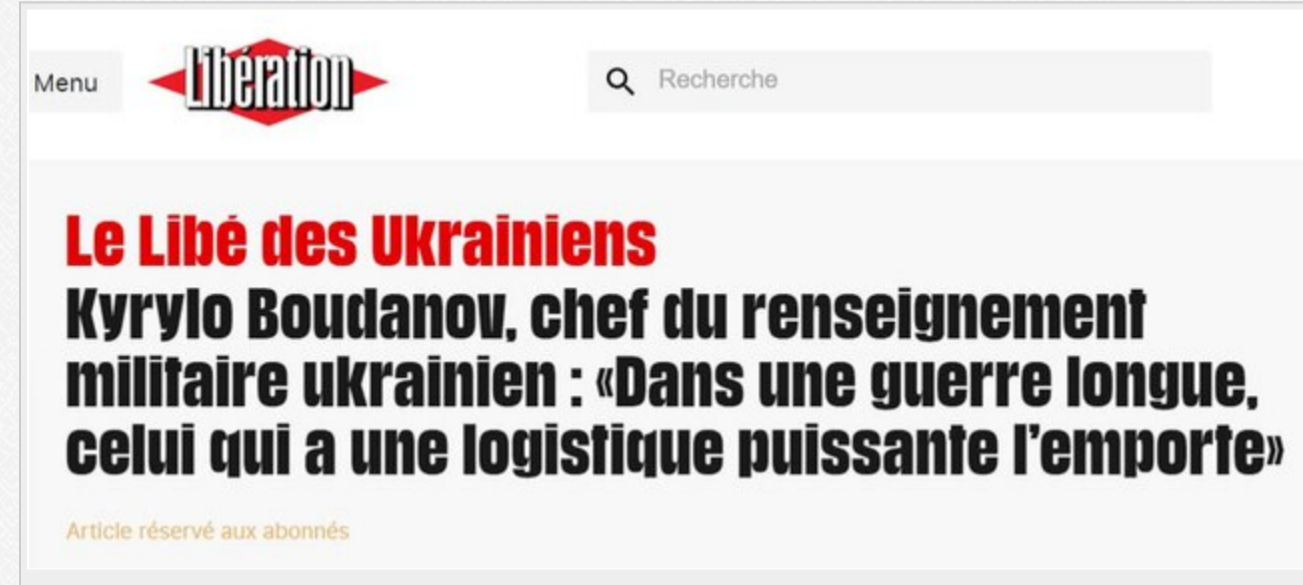 Menu
Libération
Recherche
Le Libé des Ukrainiens
Kyrylo Boudanov, chef du renseignement
militaire ukrainien : «Dans une guerre longue,
celui qui a une logistique puissante l’emporte»
Article réservé aux abonnés